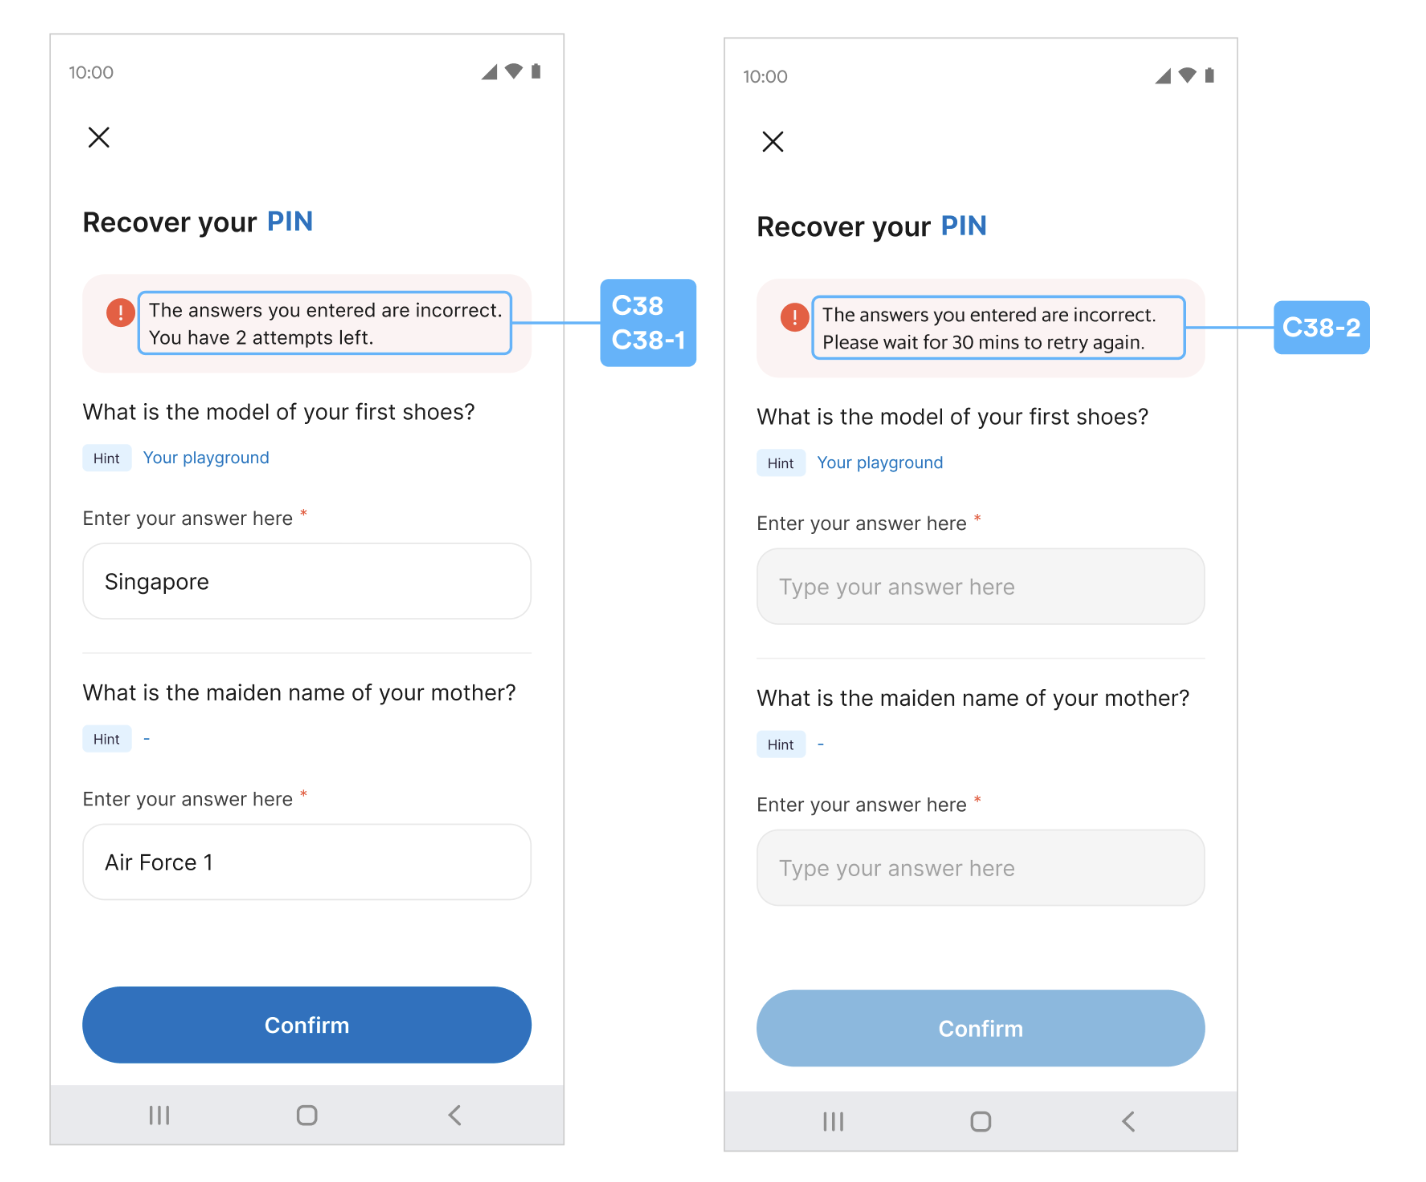 10:00
Recover your PIN
The answers you entered are incorrect.
You have 2 attempts left.
C38
C38-1
What is the model of your first shoes?
Hint Your playground
Enter your answer here *
Singapore
What is the maiden name of your mother?
Hint -
Enter your answer here *
Air Force 1
Confirm
10:00
Recover your PIN
The answers you entered are incorrect.
Please wait for 30 mins to retry again.
C38-2
What is the model of your first shoes?
Hint Your playground
Enter your answer here *
Type your answer here
What is the maiden name of your mother?
Hint -
Enter your answer here *
Type your answer here
Confirm